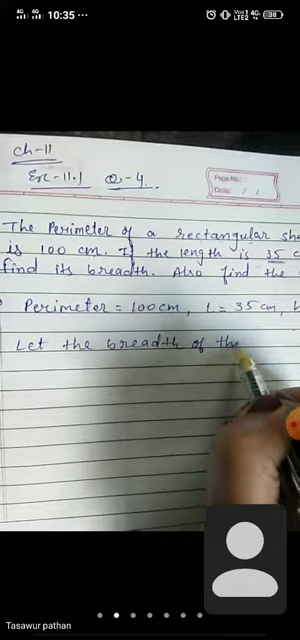 10:35
38
Ch-11
Ex-11.1 Q-4.
Page No.
Date: / /
The Perimeter of a rectangular she
is 100 cm. If the length is 35 c
find its breadth. Also find the
Perimeter = 100cm, l = 35cm, b
Let the breadth of the
Tasawur pathan